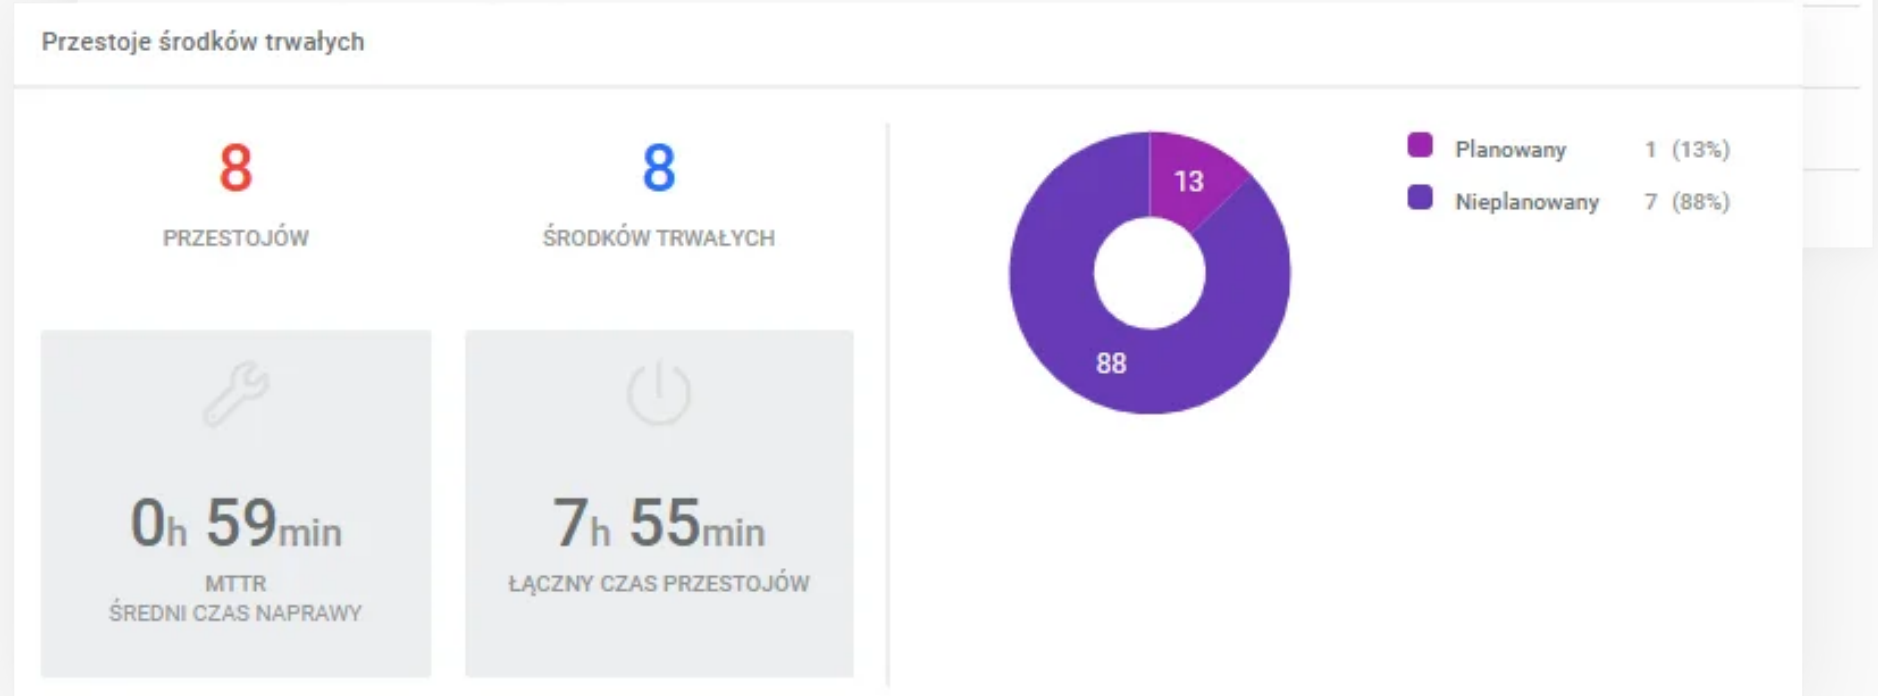 Przestoje środków trwałych
8
PRZESTOJÓW
8
ŚRODKÓW TRWAŁYCH
0h 59min
MTTR
ŚREDNI CZAS NAPRAWY
7h 55min
ŁĄCZNY CZAS PRZESTOJÓW
13
88
Planowany 1 (13%)
Nieplanowany 7 (88%)